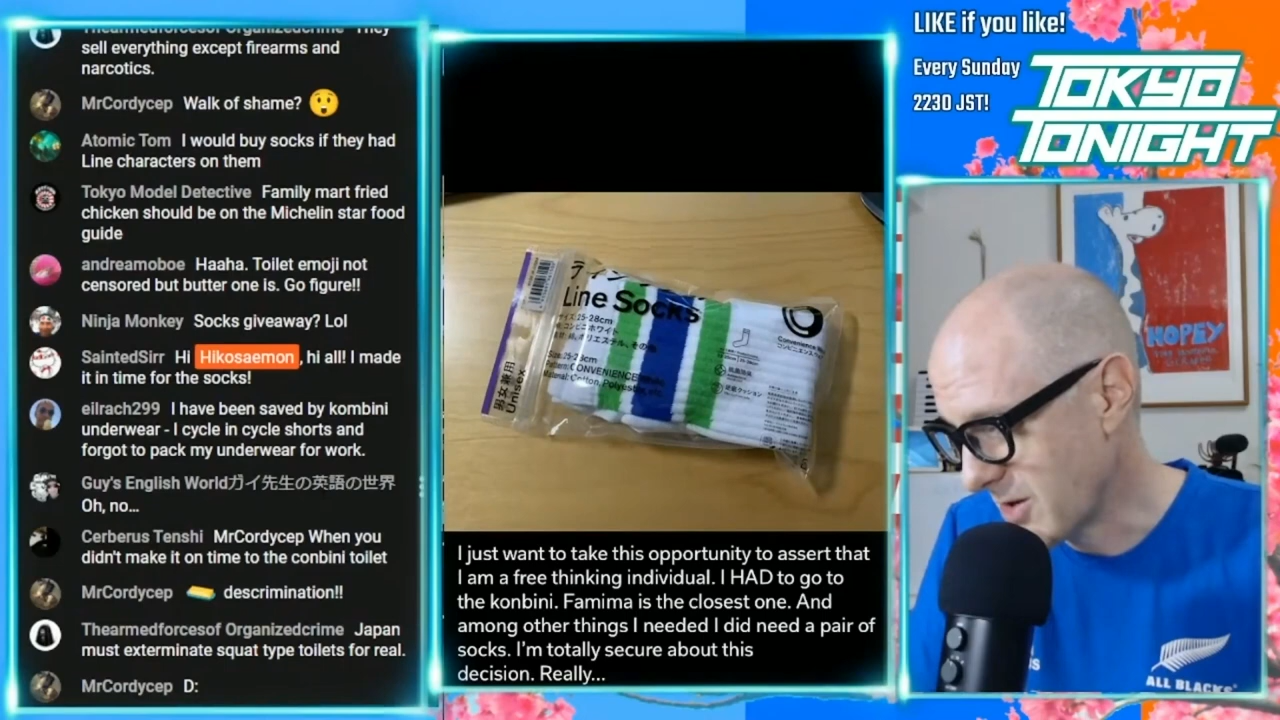 Thearmedforcesof Organizedcrime They
sell everything except firearms and
narcotics.
MrCordycep Walk of shame?
Atomic Tom I would buy socks if they had
Line characters on them
Tokyo Model Detective Family mart fried
chicken should be on the Michelin star food
guide
andreamoboe Haaha. Toilet emoji not
censored but butter one is. Go figure!!
Ninja Monkey Socks giveaway? Lol
SaintedSirr Hi Hikosaemon, hi all! I made
it in time for the socks!
eilrach299 I have been saved by kombini
underwear - I cycle in cycle shorts and
forgot to pack my underwear for work.
Guy's English Worldガイ先生の英語の世界
Oh, no...
Cerberus Tenshi MrCordycep When you
didn't make it on time to the conbini toilet
MrCordycep descrimination!!
Thearmedforcesof Organizedcrime Japan
must exterminate squat type toilets for real.
MrCordycep D:
Line Socks
25-28cm
男女兼用
Unisex
I just want to take this opportunity to assert that
I am a free thinking individual. I HAD to go to
the konbini. Famima is the closest one. And
among other things I needed I did need a pair of
socks. I'm totally secure about this
decision. Really...
LIKE if you like!
Every Sunday
2230 JST!
TOKYO
TONIGHT
NOPEY
ALL BLACKS